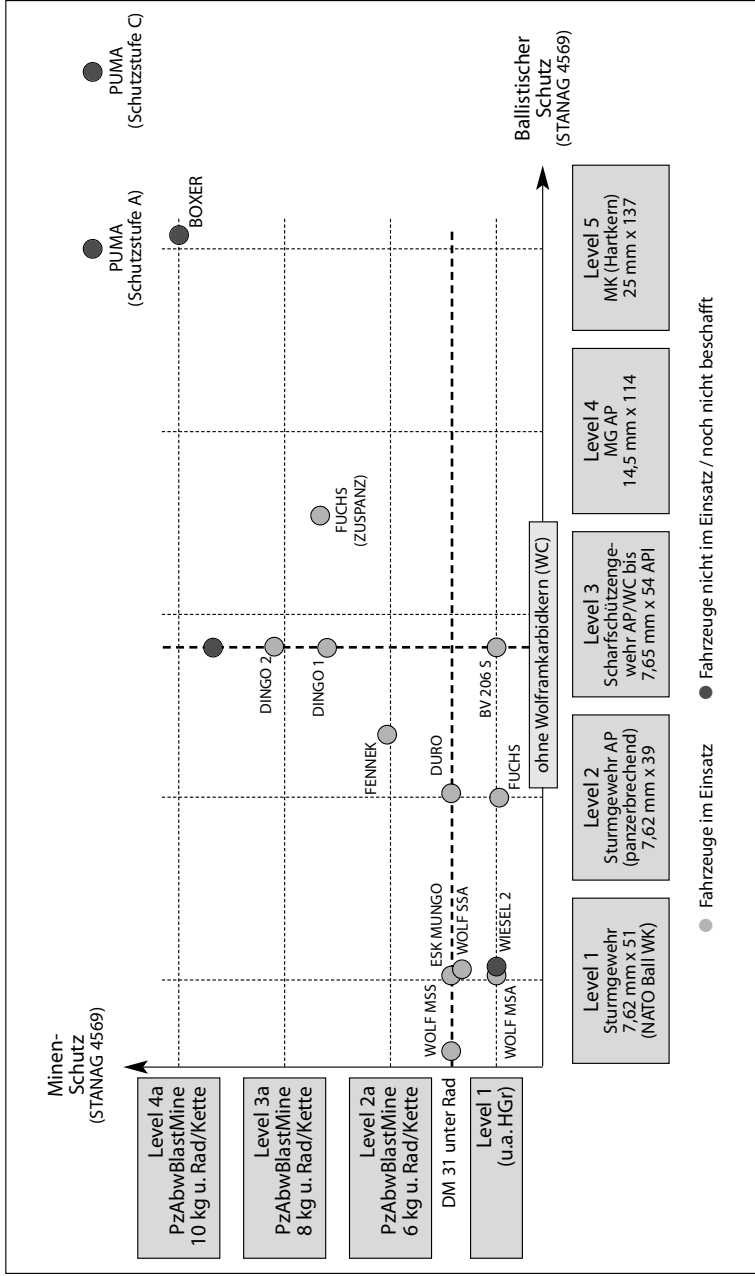 Minen-
Schutz
(STANAG 4569)
Level 4a
PzAbwBlastMine
10 kg u. Rad/Kette
Level 3a
PzAbwBlastMine
8 kg u. Rad/Kette
Level 2a
PzAbwBlastMine
6 kg u. Rad/Kette
DM 31 unter Rad
Level 1
(u.a. HGr)
PUMA
(Schutzstufe A)
PUMA
(Schutzstufe C)
BOXER
DINGO 2
DINGO 1
FUCHS
(ZUSPANZ)
FENNEK
WOLF MSS
ESK MUNGO
WOLF SSA
DURO
WOLF MSA
WIESEL 2
FUCHS
BV 206 S
ohne Wolframkarbidkern (WC)
Ballistischer
Schutz
(STANAG 4569)
Level 1
Sturmgewehr
7,62 mm x 51
(NATO Ball WK)
Level 2
Sturmgewehr AP
(panzerbrechend)
7,62 mm x 39
Level 3
Scharfschützenge-
wehr AP/WC bis
7,65 mm x 54 API
Level 4
MG AP
14,5 mm x 114
Level 5
MK (Hartkern)
25 mm x 137
Fahrzeuge im Einsatz
Fahrzeuge nicht im Einsatz / noch nicht beschafft